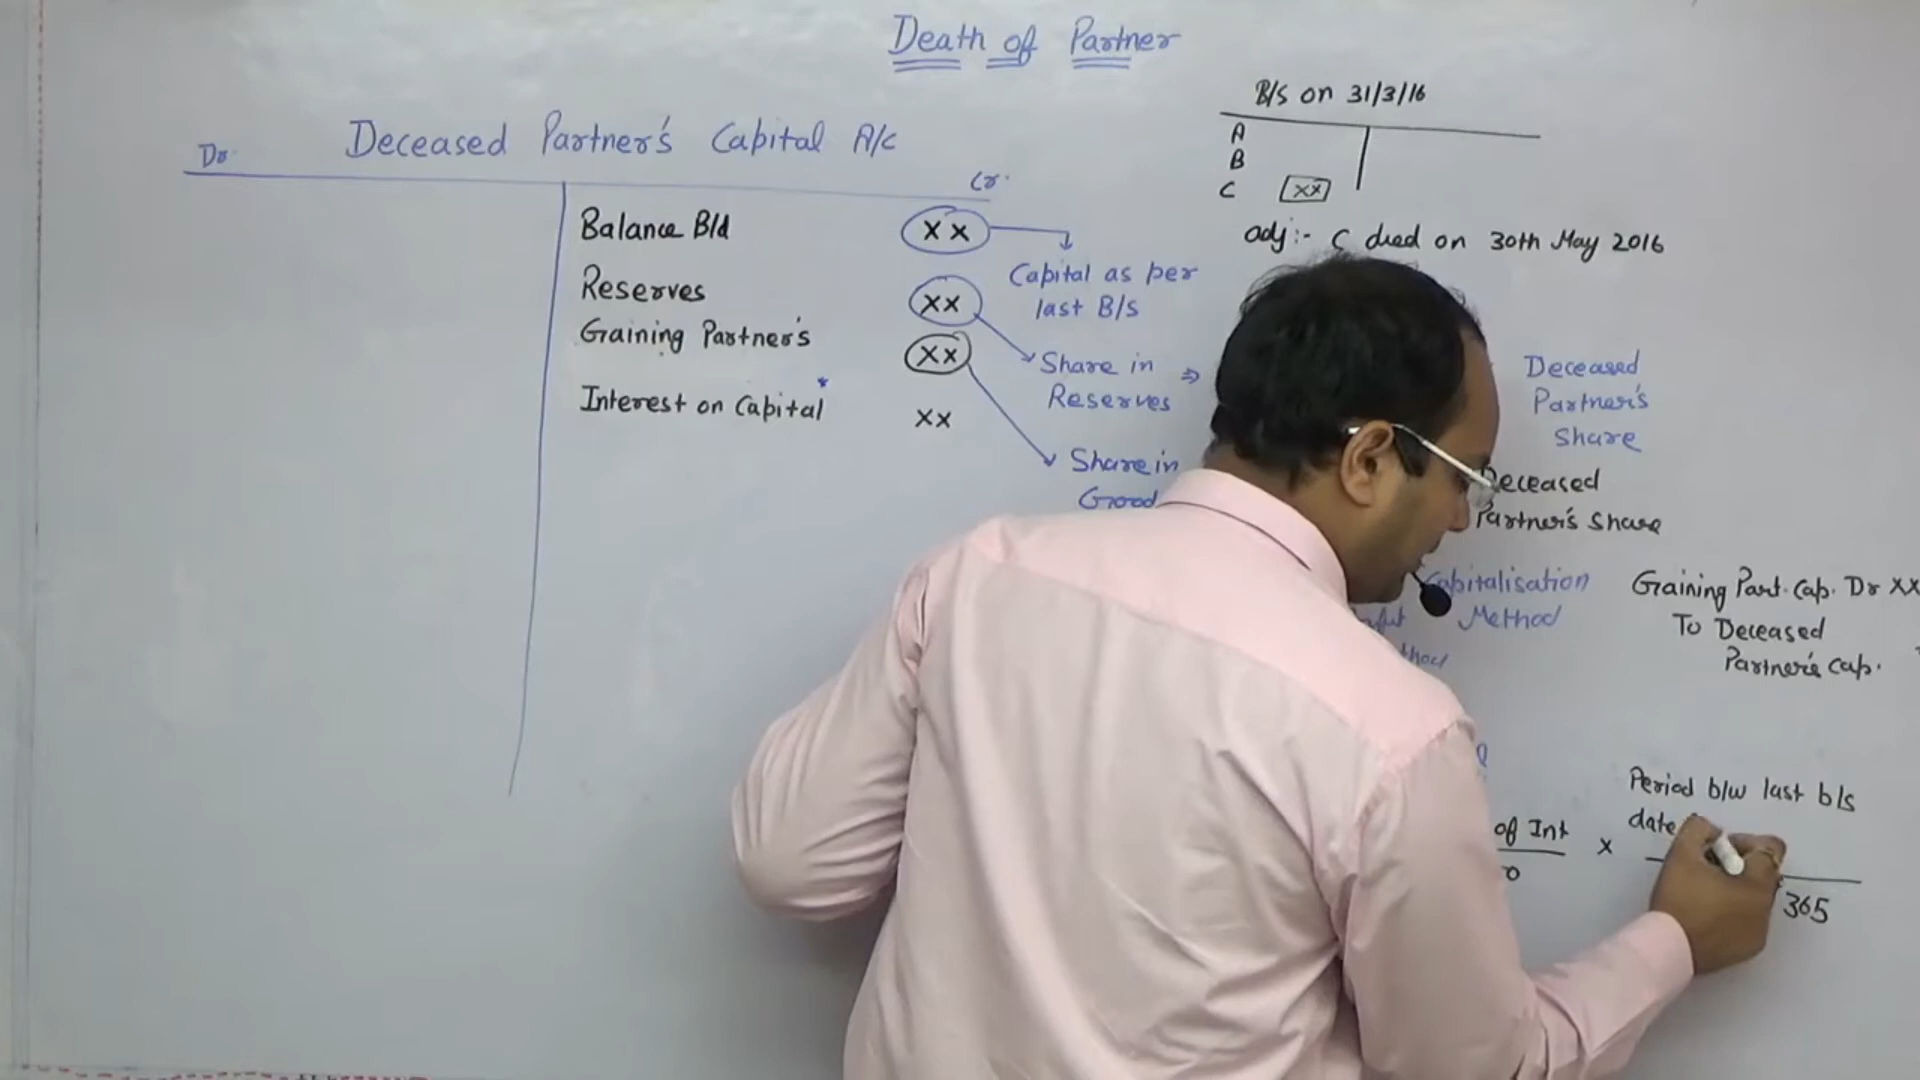 Death of Partner
Deceased Partner's Capital A/c
Dr.
Cr.
Balance B/d xx
Reserves xx
Gaining Partner's xx
Interest on Capital * xx
Capital as per
last B/s
Share in ⇒
Reserves
Share in
B/s on 31/3/16
A
B
C xx
adj:- C died on 30th May 2016
Deceased
Partner's
Share
Deceased
Partner's Share
Capitalisation
Method
Gaining Part. Cap. Dr xx
To Deceased
Partner's Cap.
of Int x
Period b/w last b/s
date
365